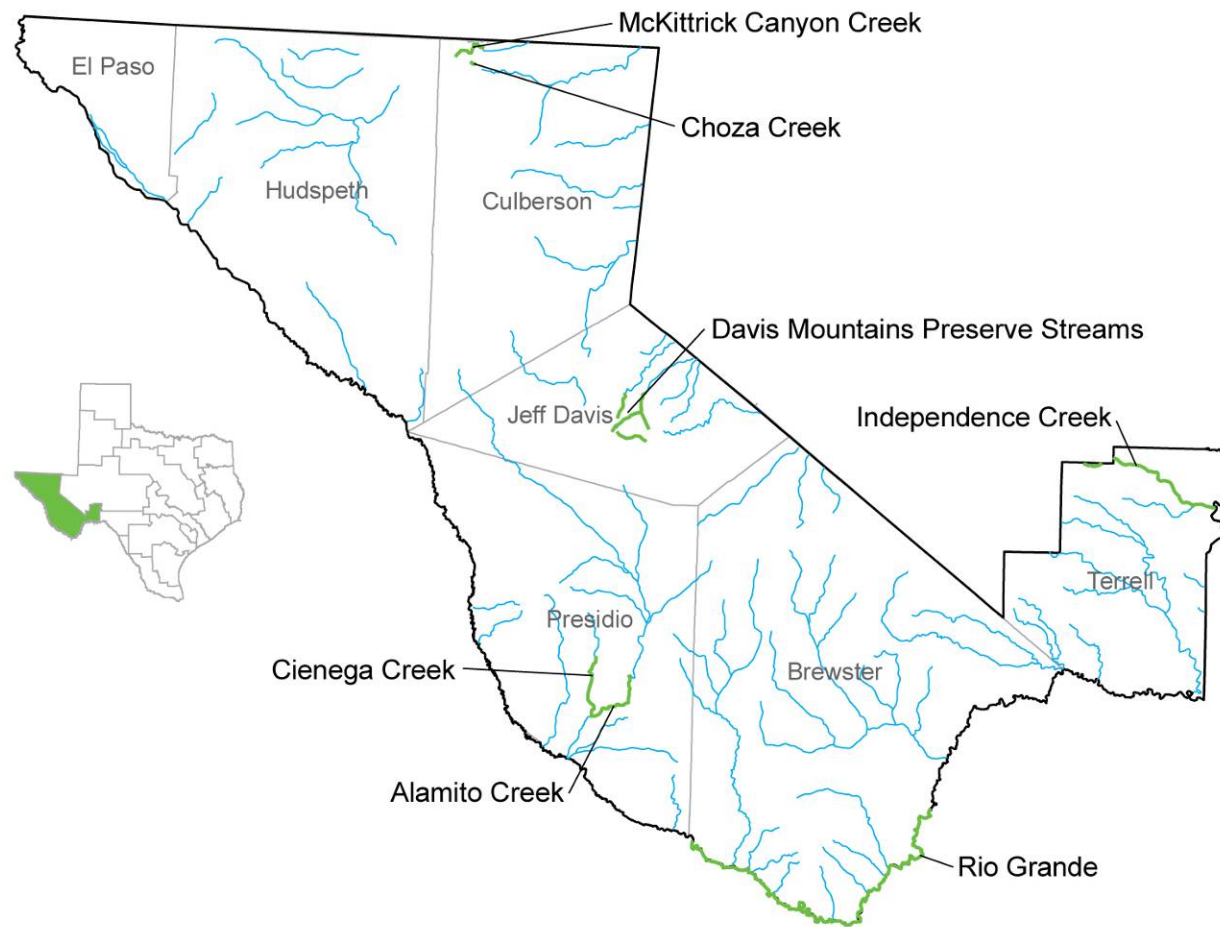 McKittrick Canyon Creek
El Paso
Choza Creek
Hudspeth
Culberson
Davis Mountains Preserve Streams
Jeff Davis
Independence Creek
Terrell
Presidio
Cienega Creek
Brewster
Alamito Creek
Rio Grande